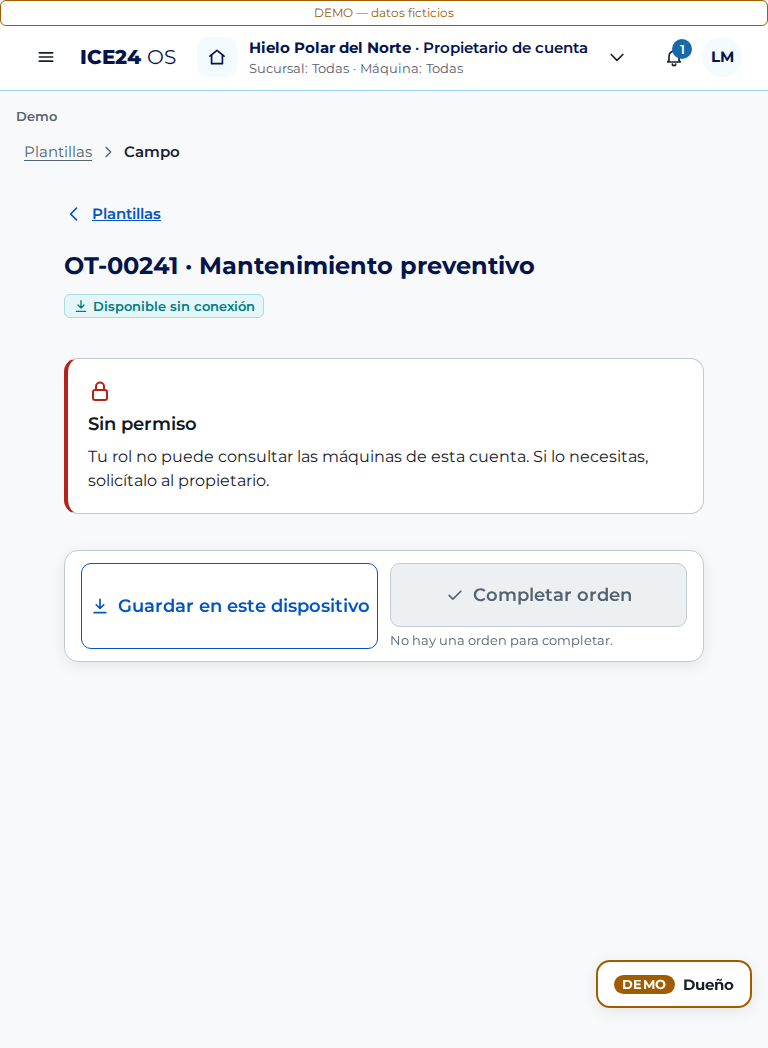 DEMO — datos ficticios
ICE24 OS
Hielo Polar del Norte · Propietario de cuenta
Sucursal: Todas · Máquina: Todas
1
LM
Demo
Plantillas
Campo
Plantillas
OT-00241 · Mantenimiento preventivo
Disponible sin conexión
Sin permiso
Tu rol no puede consultar las máquinas de esta cuenta. Si lo necesitas,
solicítalo al propietario.
Guardar en este dispositivo
Completar orden
No hay una orden para completar.
DEMO Dueño